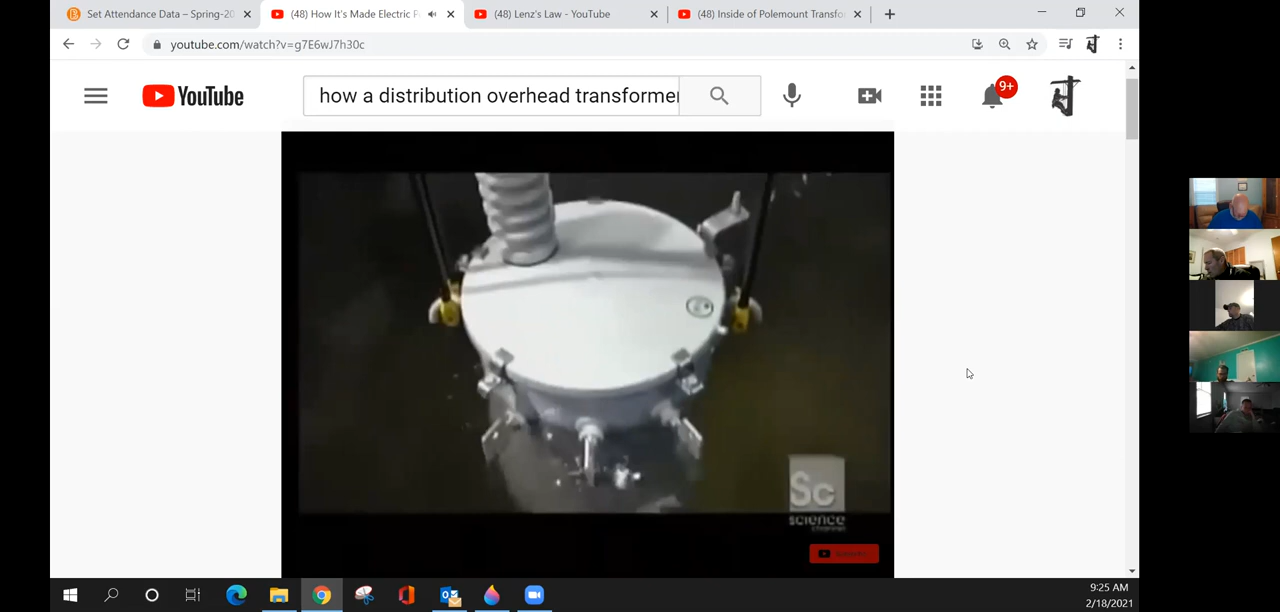 Set Attendance Data – Spring-20
(48) How It's Made Electric P
(48) Lenz's Law - YouTube
(48) Inside of Polemount Transfo
youtube.com/watch?v=g7E6wJ7h30c
YouTube
how a distribution overhead transformer
9+
Sc
science
channel
9:25 AM
2/18/2021